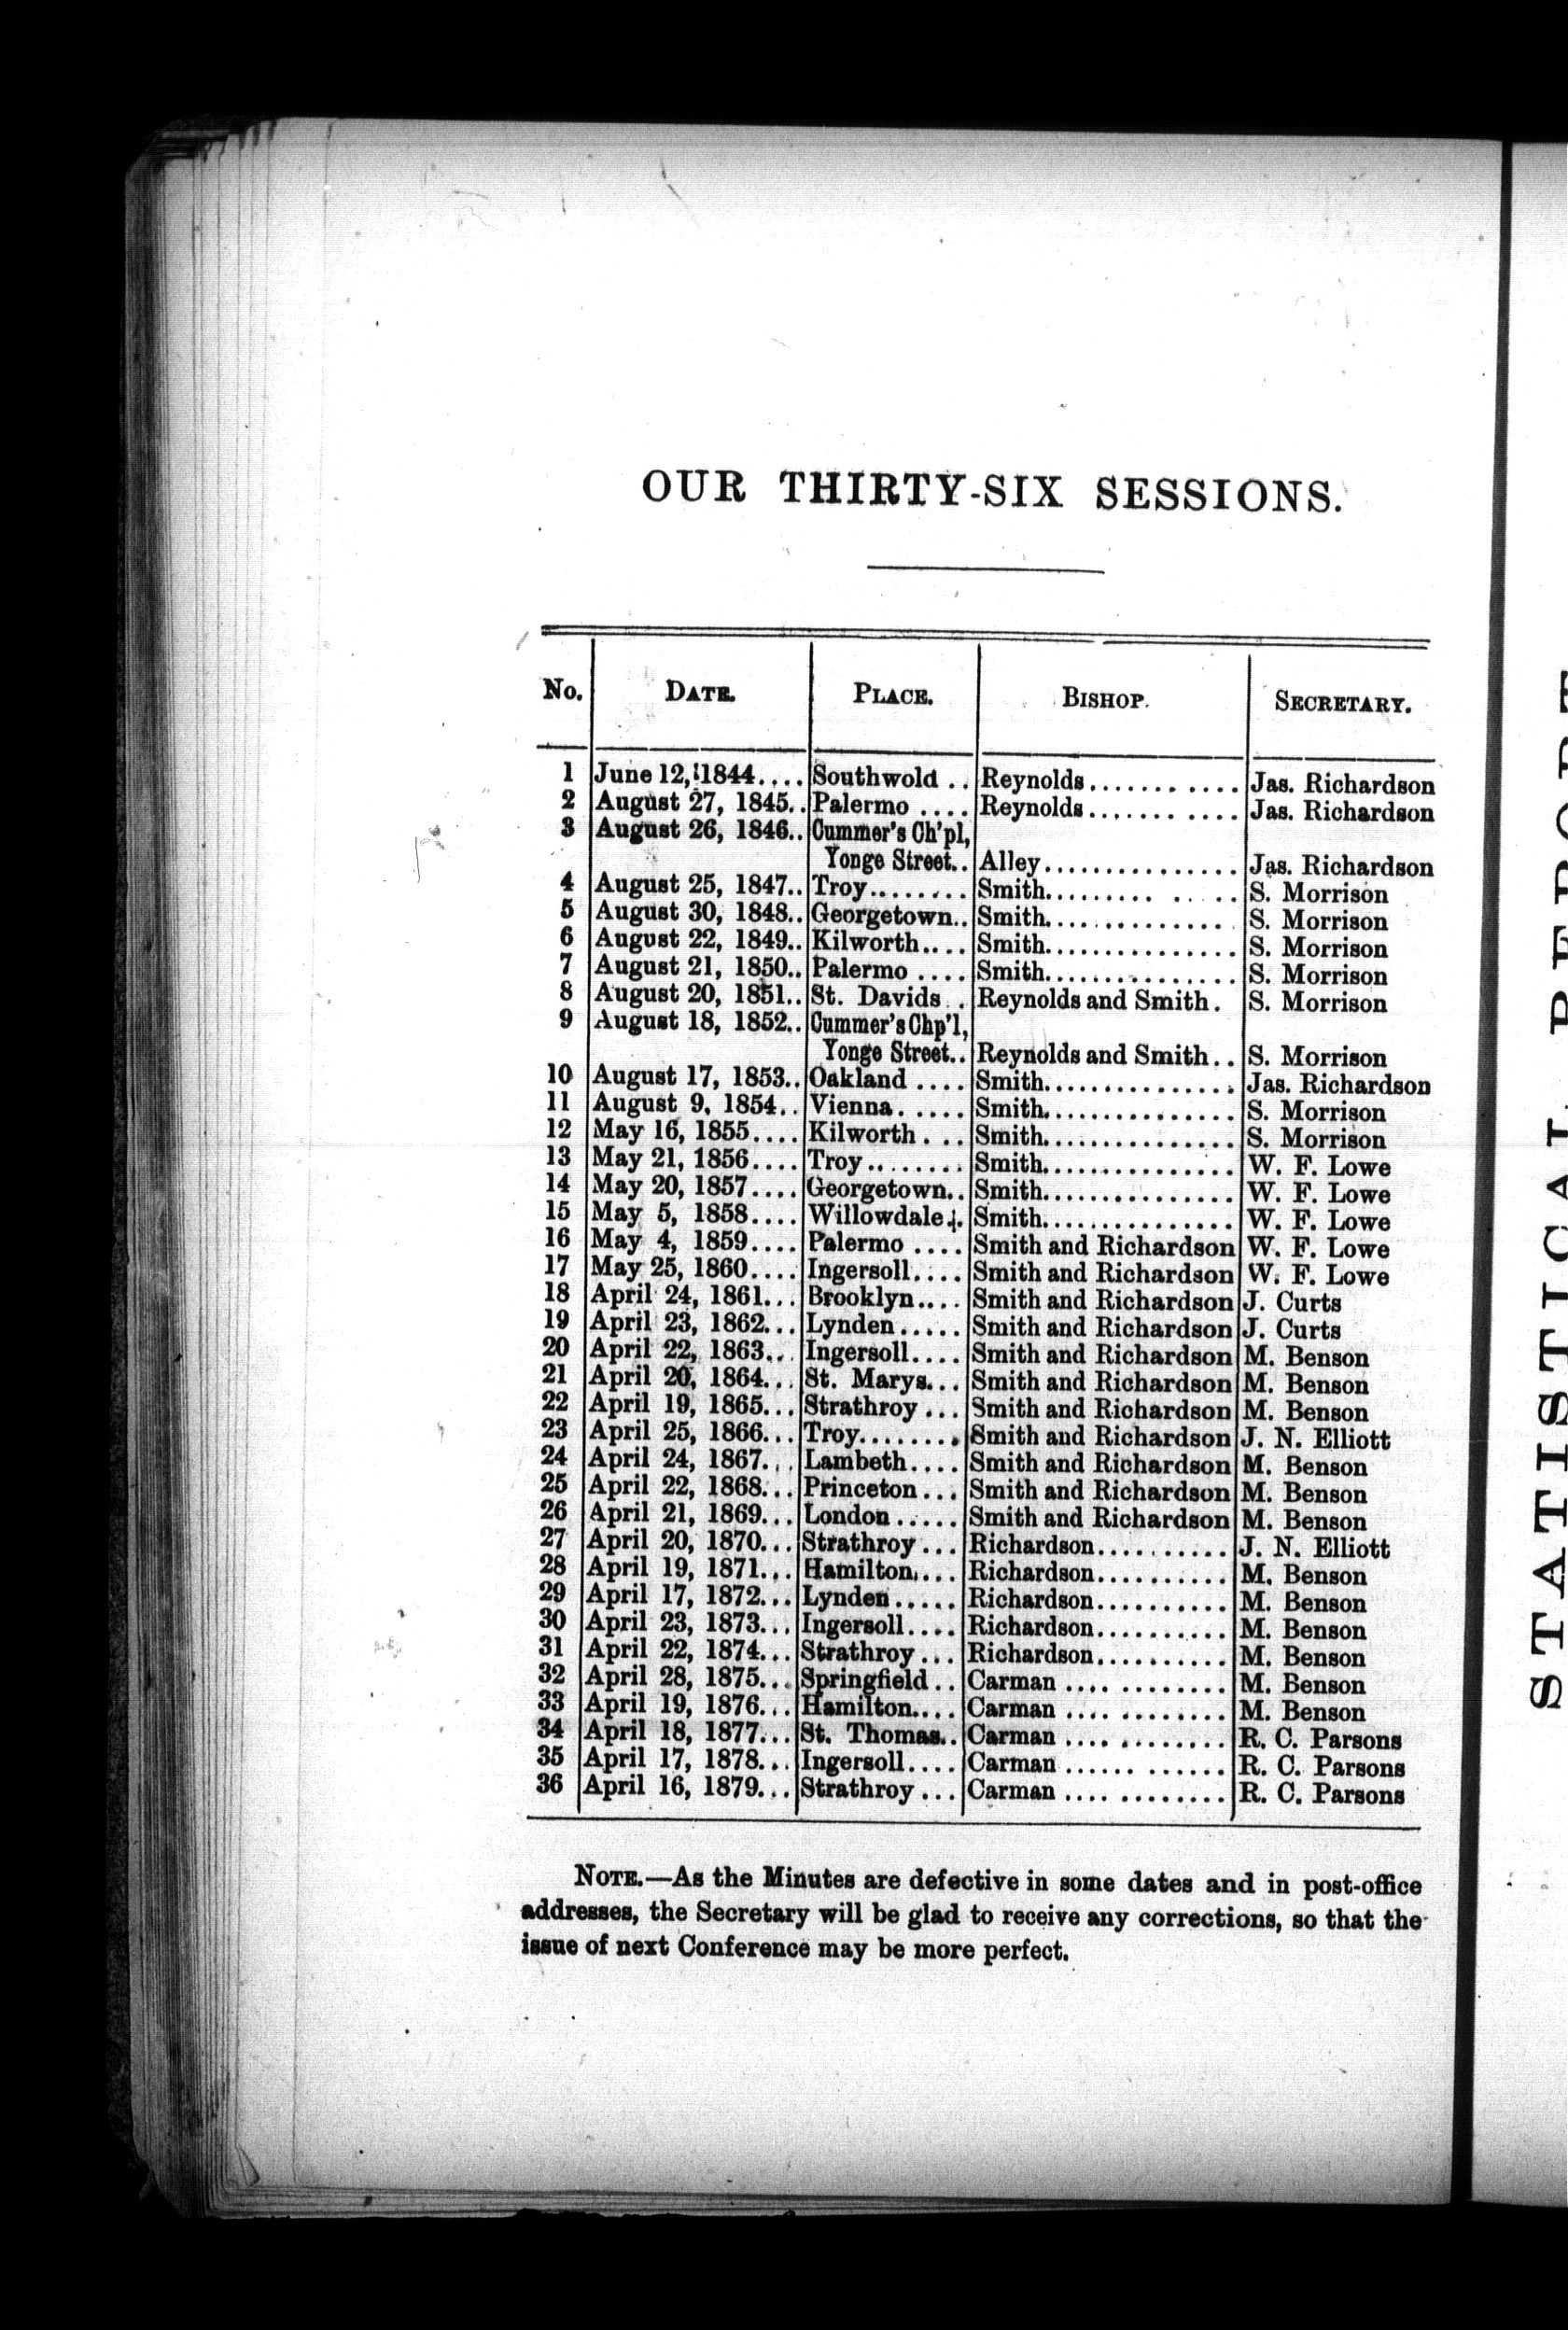 OUR THIRTY-SIX SESSIONS.
No. DATE. PLACE. BISHOP. SECRETARY.
1 June 12, 1844.... Southwold .. Reynolds........... Jas. Richardson
2 August 27, 1845.. Palermo .... Reynolds........... Jas. Richardson
3 August 26, 1846.. Cummer's Ch'pl,
Yonge Street.. Alley............... Jas. Richardson
4 August 25, 1847.. Troy........ Smith............... S. Morrison
5 August 30, 1848.. Georgetown.. Smith............... S. Morrison
6 August 22, 1849.. Kilworth.... Smith............... S. Morrison
7 August 21, 1850.. Palermo .... Smith............... S. Morrison
8 August 20, 1851.. St. Davids .. Reynolds and Smith. S. Morrison
9 August 18, 1852.. Cummer's Chp'l,
Yonge Street.. Reynolds and Smith.. S. Morrison
10 August 17, 1853.. Oakland .... Smith............... Jas. Richardson
11 August 9, 1854.. Vienna...... Smith............... S. Morrison
12 May 16, 1855.... Kilworth.... Smith............... S. Morrison
13 May 21, 1856.... Troy........ Smith............... W. F. Lowe
14 May 20, 1857.... Georgetown.. Smith............... W. F. Lowe
15 May 5, 1858.... Willowdale.. Smith............... W. F. Lowe
16 May 4, 1859.... Palermo .... Smith and Richardson W. F. Lowe
17 May 25, 1860.... Ingersoll.... Smith and Richardson W. F. Lowe
18 April 24, 1861... Brooklyn.... Smith and Richardson J. Curts
19 April 23, 1862... Lynden..... Smith and Richardson J. Curts
20 April 22, 1863... Ingersoll.... Smith and Richardson M. Benson
21 April 20, 1864... St. Marys... Smith and Richardson M. Benson
22 April 19, 1865... Strathroy ... Smith and Richardson M. Benson
23 April 25, 1866... Troy........ Smith and Richardson J. N. Elliott
24 April 24, 1867... Lambeth.... Smith and Richardson M. Benson
25 April 22, 1868... Princeton... Smith and Richardson M. Benson
26 April 21, 1869... London ..... Smith and Richardson M. Benson
27 April 20, 1870... Strathroy... Richardson.......... J. N. Elliott
28 April 19, 1871... Hamilton.... Richardson.......... M. Benson
29 April 17, 1872... Lynden..... Richardson.......... M. Benson
30 April 23, 1873... Ingersoll.... Richardson.......... M. Benson
31 April 22, 1874... Strathroy... Richardson.......... M. Benson
32 April 28, 1875... Springfield.. Carman ............ M. Benson
33 April 19, 1876... Hamilton.... Carman ............ M. Benson
34 April 18, 1877... St. Thomas.. Carman ............ R. C. Parsons
35 April 17, 1878... Ingersoll.... Carman ............ R. C. Parsons
36 April 16, 1879... Strathroy ... Carman ............ R. C. Parsons
NOTE.—As the Minutes are defective in some dates and in post-office
addresses, the Secretary will be glad to receive any corrections, so that the
issue of next Conference may be more perfect.
STATISTICAL